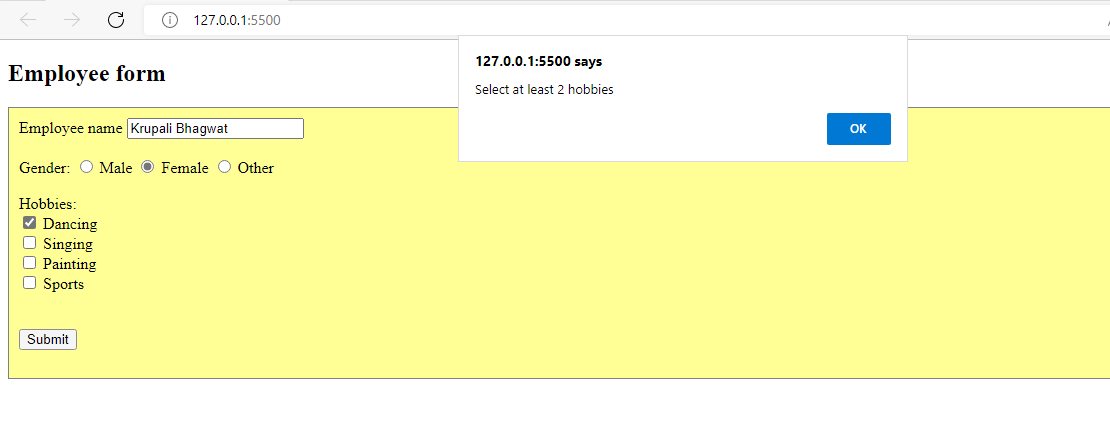 127.0.0.1:5500
127.0.0.1:5500 says
Select at least 2 hobbies
OK
Employee form
Employee name Krupali Bhagwat
Gender: Male Female Other
Hobbies:
Dancing
Singing
Painting
Sports
Submit